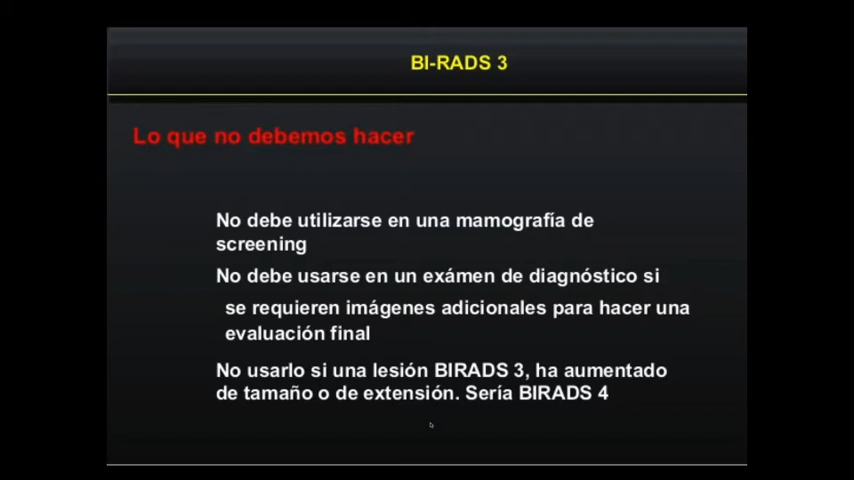 BI-RADS 3
Lo que no debemos hacer
No debe utilizarse en una mamografía de
screening
No debe usarse en un exámen de diagnóstico si
se requieren imágenes adicionales para hacer una
evaluación final
No usarlo si una lesión BIRADS 3, ha aumentado
de tamaño o de extensión. Sería BIRADS 4